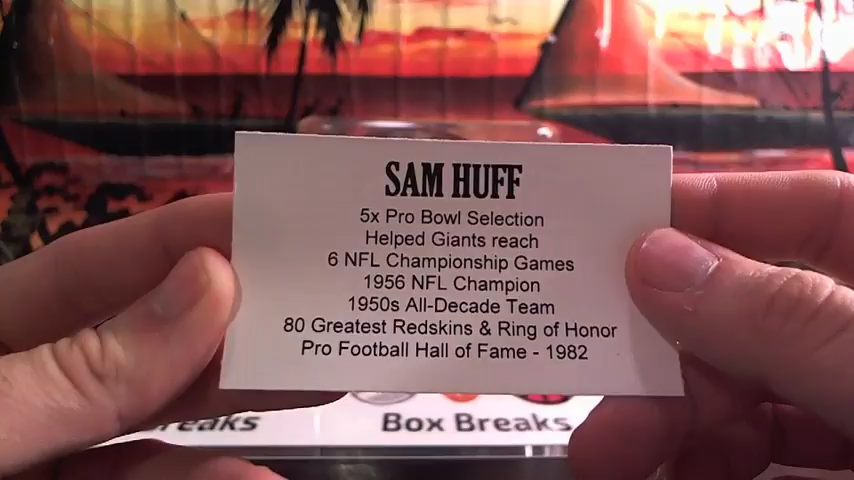 SAM HUFF
5x Pro Bowl Selection
Helped Giants reach
6 NFL Championship Games
1956 NFL Champion
1950s All-Decade Team
80 Greatest Redskins & Ring of Honor
Pro Football Hall of Fame - 1982
reaks
Box Breaks